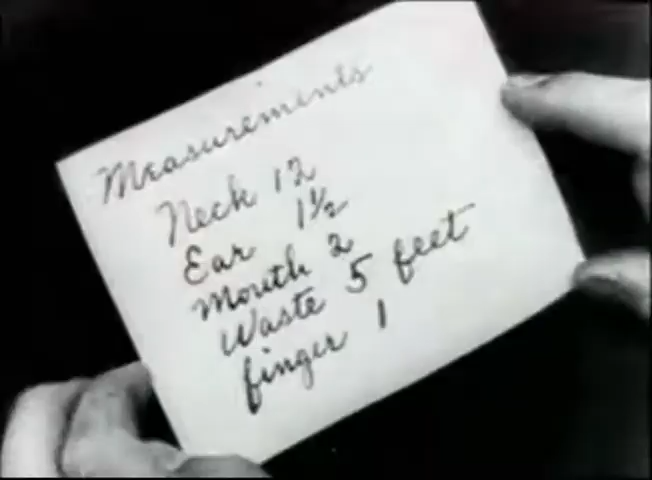 Measurements
Neck 12
Ear 1½
Mouth 2
Waste 5 feet
finger 1